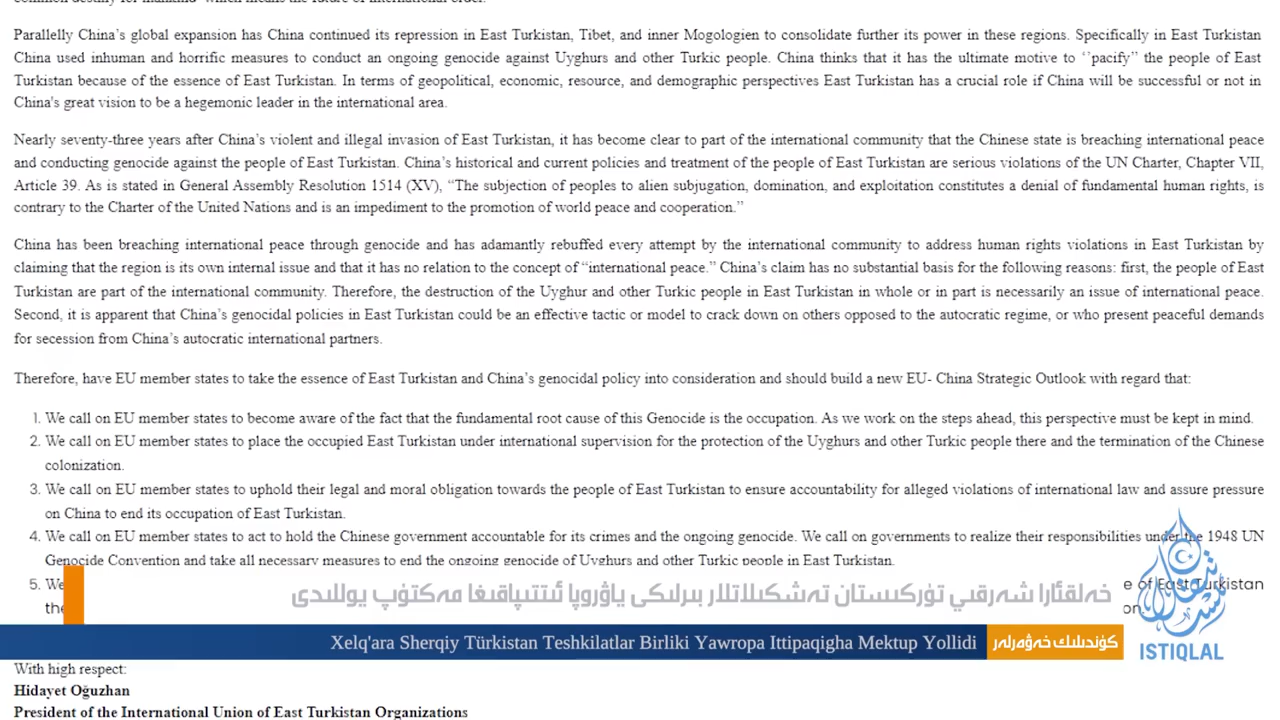 common destiny for mankind" which means the future of international order.
Parallelly China's global expansion has China continued its repression in East Turkistan, Tibet, and inner Mogologien to consolidate further its power in these regions. Specifically in East Turkistan
China used inhuman and horrific measures to conduct an ongoing genocide against Uyghurs and other Turkic people. China thinks that it has the ultimate motive to ‘’pacify” the people of East
Turkistan because of the essence of East Turkistan. In terms of geopolitical, economic, resource, and demographic perspectives East Turkistan has a crucial role if China will be successful or not in
China's great vision to be a hegemonic leader in the international area.
Nearly seventy-three years after China’s violent and illegal invasion of East Turkistan, it has become clear to part of the international community that the Chinese state is breaching international peace
and conducting genocide against the people of East Turkistan. China’s historical and current policies and treatment of the people of East Turkistan are serious violations of the UN Charter, Chapter VII,
Article 39. As is stated in General Assembly Resolution 1514 (XV), “The subjection of peoples to alien subjugation, domination, and exploitation constitutes a denial of fundamental human rights, is
contrary to the Charter of the United Nations and is an impediment to the promotion of world peace and cooperation.”
China has been breaching international peace through genocide and has adamantly rebuffed every attempt by the international community to address human rights violations in East Turkistan by
claiming that the region is its own internal issue and that it has no relation to the concept of “international peace.” China’s claim has no substantial basis for the following reasons: first, the people of East
Turkistan are part of the international community. Therefore, the destruction of the Uyghur and other Turkic people in East Turkistan in whole or in part is necessarily an issue of international peace.
Second, it is apparent that China’s genocidal policies in East Turkistan could be an effective tactic or model to crack down on others opposed to the autocratic regime, or who present peaceful demands
for secession from China’s autocratic international partners.
Therefore, have EU member states to take the essence of East Turkistan and China’s genocidal policy into consideration and should build a new EU- China Strategic Outlook with regard that:
1. We call on EU member states to become aware of the fact that the fundamental root cause of this Genocide is the occupation. As we work on the steps ahead, this perspective must be kept in mind.
2. We call on EU member states to place the occupied East Turkistan under international supervision for the protection of the Uyghurs and other Turkic people there and the termination of the Chinese
colonization.
3. We call on EU member states to uphold their legal and moral obligation towards the people of East Turkistan to ensure accountability for alleged violations of international law and assure pressure
on China to end its occupation of East Turkistan.
4. We call on EU member states to act to hold the Chinese government accountable for its crimes and the ongoing genocide. We call on governments to realize their responsibilities under the 1948 UN
Genocide Convention and take all necessary measures to end the ongoing genocide of Uyghurs and other Turkic people in East Turkistan.
5. We e of East Turkistan
the on.
خەلقئارا شەرقىي تۈركىستان تەشكىلاتلار بىرلىكى ياۋروپا ئىتتىپاقىغا مەكتۈپ يوللىدى
Xelq'ara Sherqiy Türkistan Teshkilatlar Birliki Yawropa Ittipaqigha Mektup Yollidi
كۈندىلىك خەۋەرلەر
ISTIQLAL
With high respect:
Hidayet Oğuzhan
President of the International Union of East Turkistan Organizations